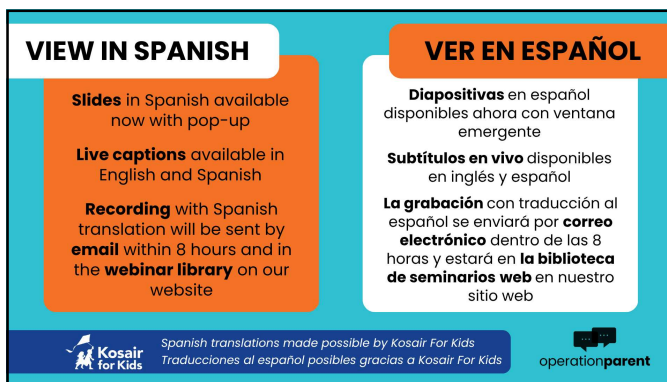 VIEW IN SPANISH
Slides in Spanish available
now with pop-up
Live captions available in
English and Spanish
Recording with Spanish
translation will be sent by
email within 8 hours and in
the webinar library on our
website
VER EN ESPAÑOL
Diapositivas en español
disponibles ahora con ventana
emergente
Subtítulos en vivo disponibles
en inglés y español
La grabación con traducción al
español se enviará por correo
electrónico dentro de las 8
horas y estará en la biblioteca
de seminarios web en nuestro
sitio web
Kosair
for Kids
Spanish translations made possible by Kosair For Kids
Traducciones al español posibles gracias a Kosair For Kids
operationparent